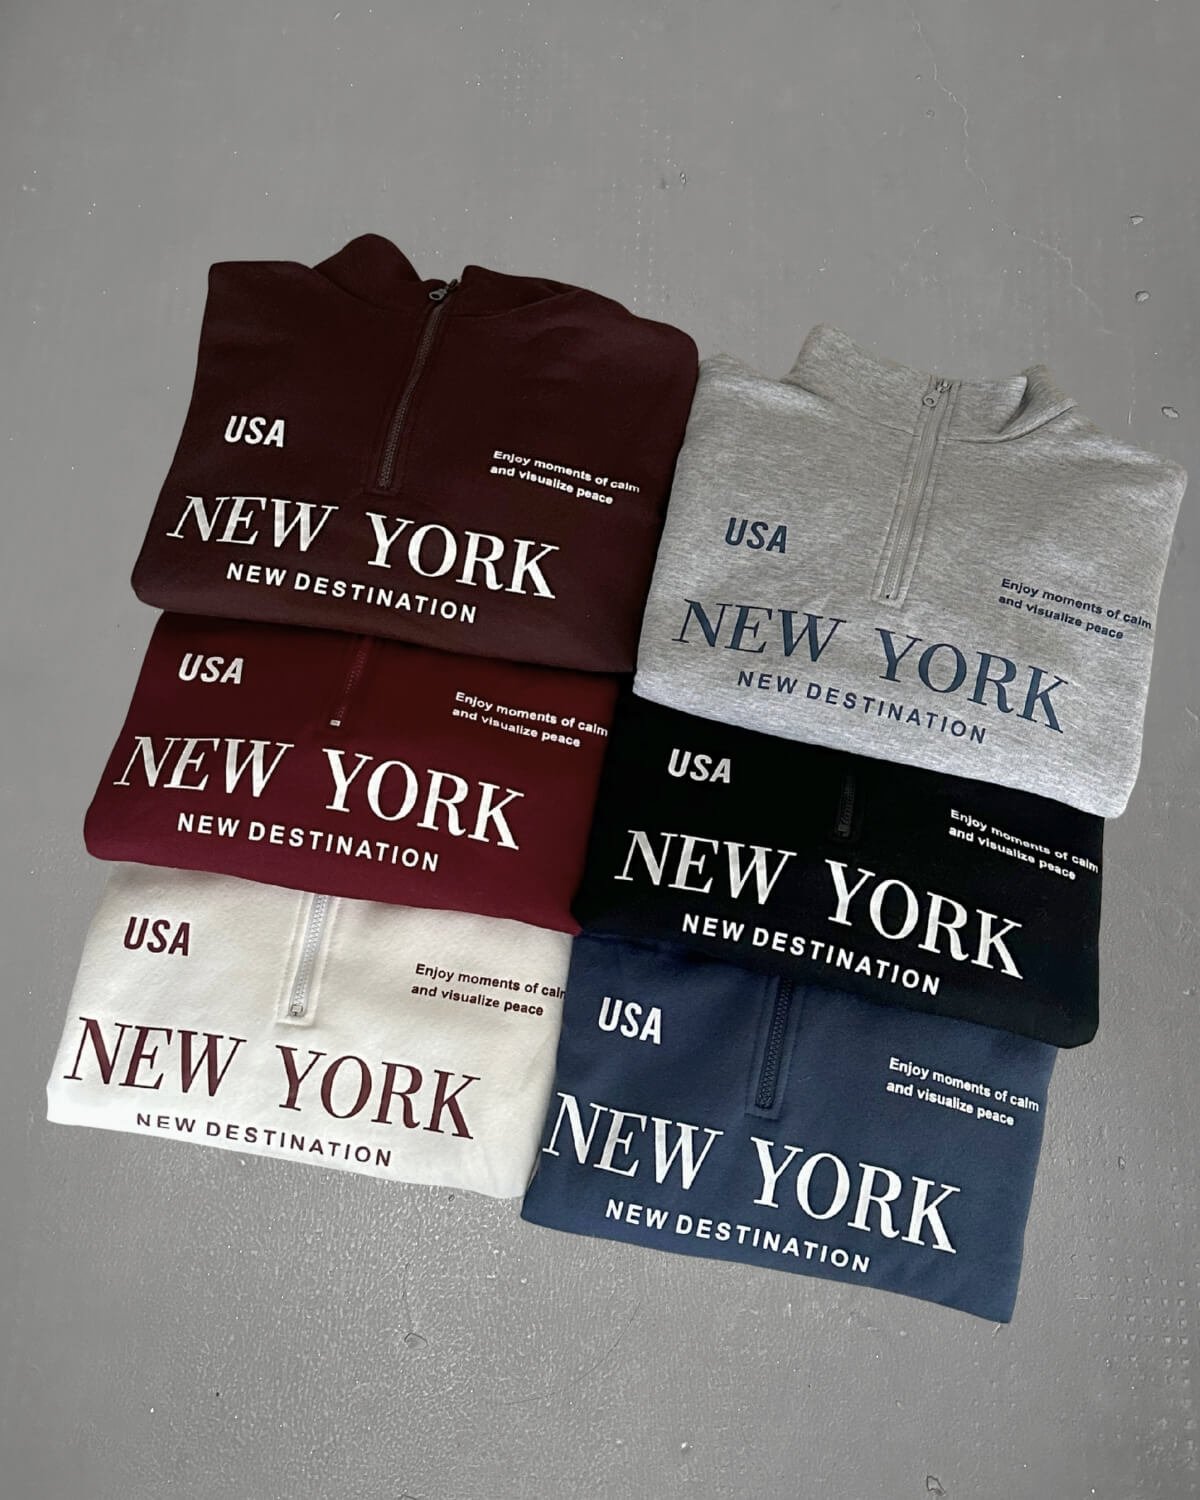 USA
Enjoy moments of calm
and visualize peace
NEW YORK
NEW DESTINATION
USA
Enjoy moments of calm
and visualize peace
NEW YORK
NEW DESTINATION
USA
Enjoy moments of calm
and visualize peace
NEW YORK
NEW DESTINATION
USA
Enjoy moments of calm
and visualize peace
NEW YORK
NEW DESTINATION
USA
Enjoy moments of calm
and visualize peace
NEW YORK
NEW DESTINATION
USA
Enjoy moments of calm
and visualize peace
NEW YORK
NEW DESTINATION